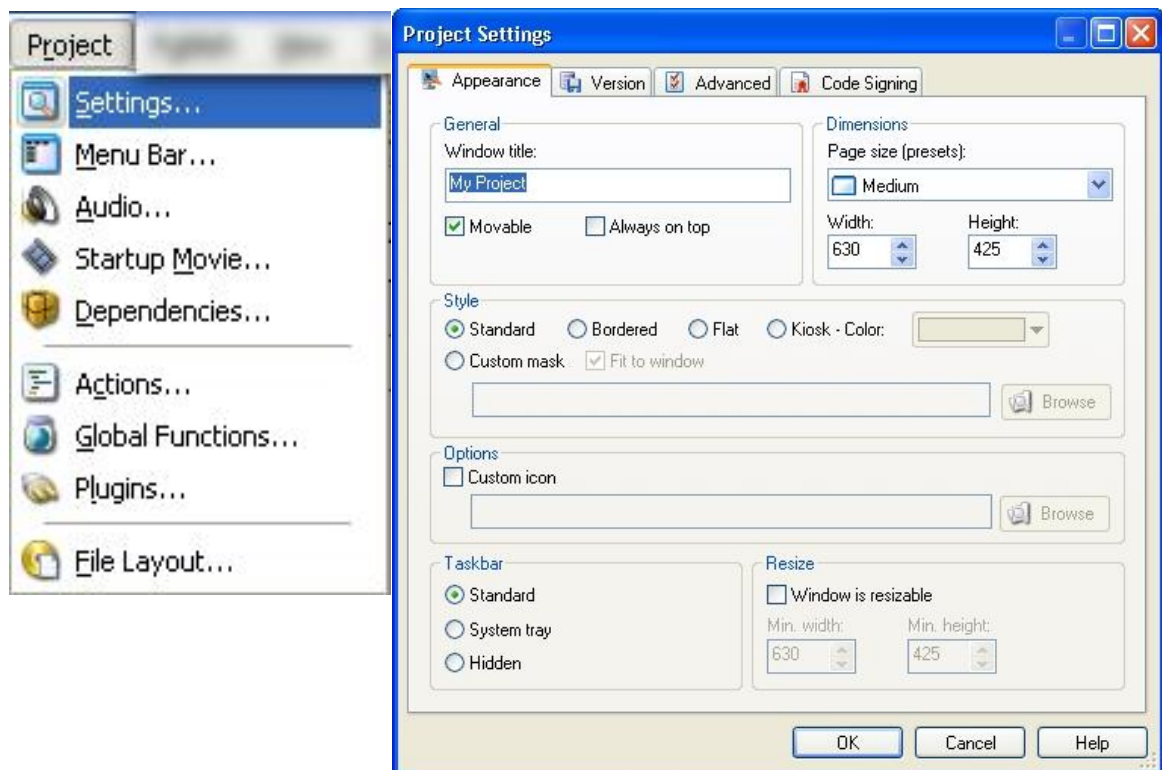 Project
Settings...
Menu Bar...
Audio...
Startup Movie...
Dependencies...
Actions...
Global Functions...
Plugins...
File Layout...
Project Settings
Appearance Version Advanced Code Signing
General
Window title:
My Project
Movable Always on top
Dimensions
Page size (presets):
Medium
Width: Height:
630 425
Style
Standard Bordered Flat Kiosk - Color:
Custom mask Fit to window
Browse
Options
Custom icon
Browse
Taskbar
Standard
System tray
Hidden
Resize
Window is resizable
Min. width: Min. height:
630 425
OK Cancel Help